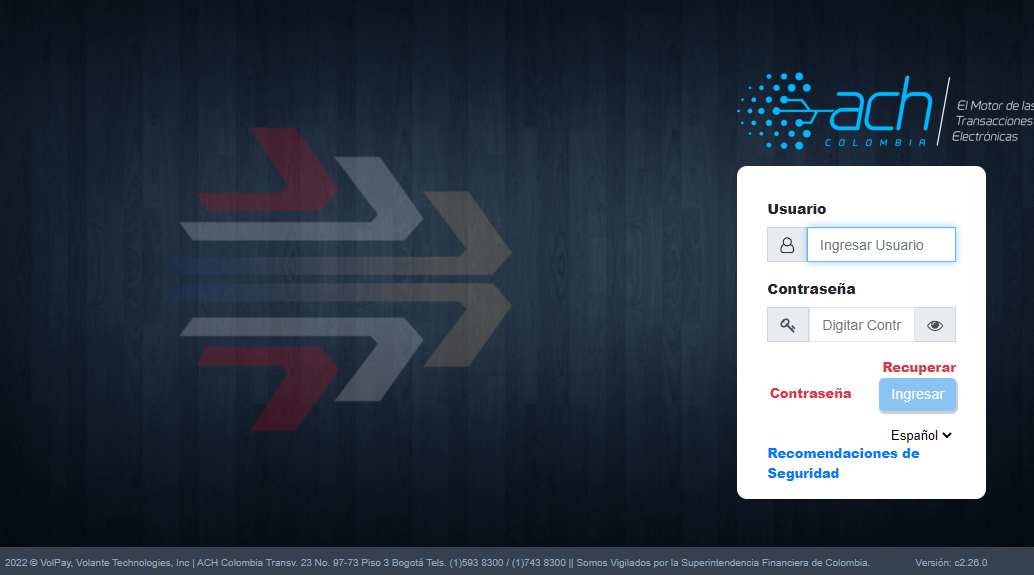 ach
COLOMBIA
El Motor de las
Transacciones
Electrónicas
Usuario
Ingresar Usuario
Contraseña
Digitar Contr
Recuperar
Contraseña
Ingresar
Español
Recomendaciones de
Seguridad
2022 © VolPay, Volante Technologies, Inc | ACH Colombia Transv. 23 No. 97-73 Piso 3 Bogotá Tels. (1)593 8300 / (1)743 8300 || Somos Vigilados por la Superintendencia Financiera de Colombia. Versión: c2.26.0